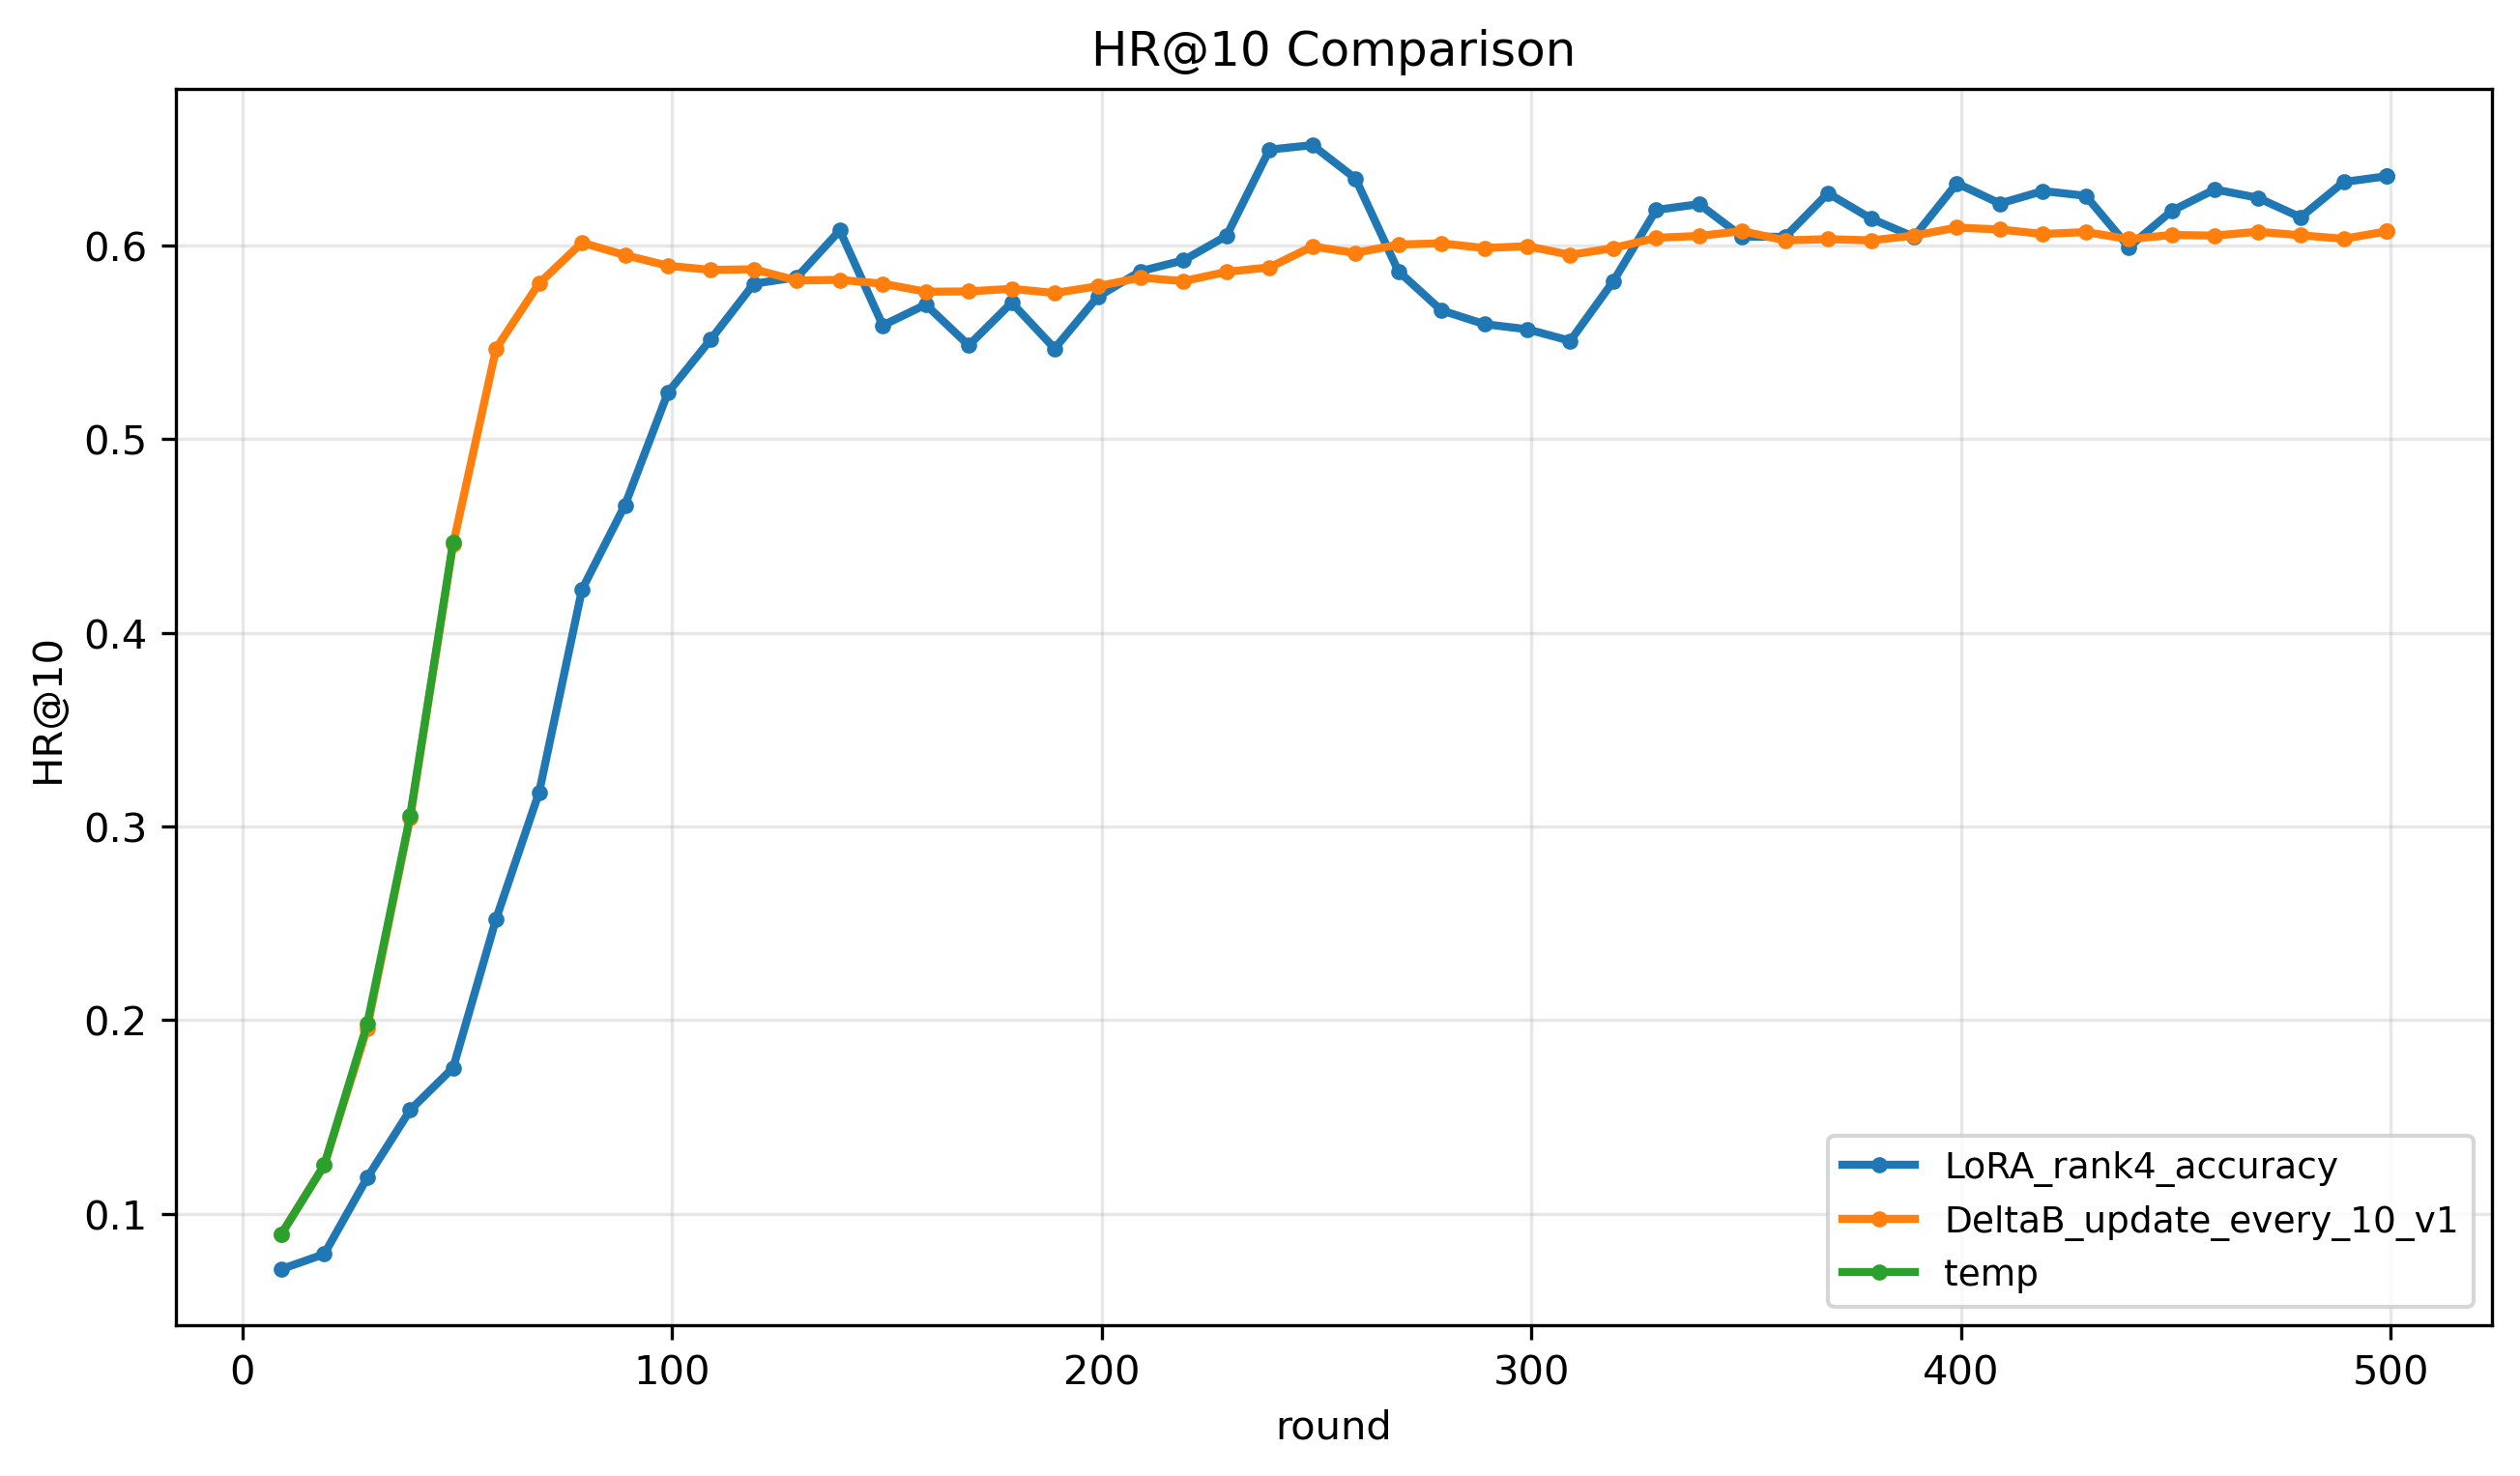 HR@10 Comparison
HR@10
0.6
0.5
0.4
0.3
0.2
0.1
0
100
200
300
400
500
round
LoRA_rank4_accuracy
DeltaB_update_every_10_v1
temp